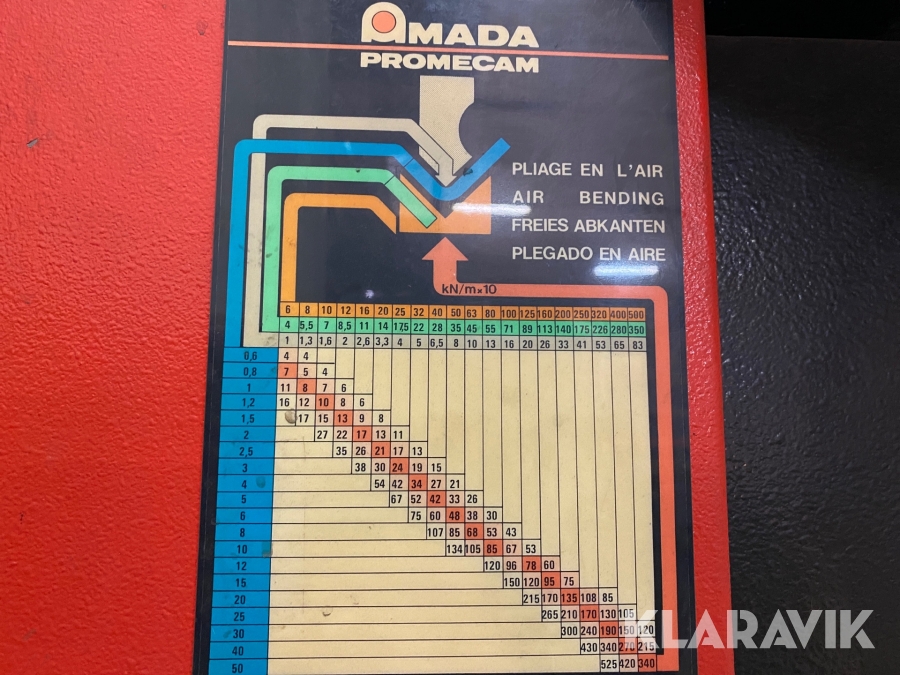 AMADA
PROMECAM
PLIAGE EN L'AIR
AIR BENDING
FREIES ABKANTEN
PLEGADO EN AIRE
kN/m×10
6 8 10 12 16 20 25 32 40 50 63 80 100 125 160 200 250 320 400 500
4 5,5 7 8,5 11 14 17,5 22 28 35 45 55 71 89 113 140 175 226 280 350
1 1,3 1,6 2 2,6 3,3 4 5 6,5 8 10 13 16 20 26 33 41 53 65 83
0,6 4 4
0,8 7 5 4
1 11 8 7 6
1,2 16 12 10 8 6
1,5 17 15 13 9 8
2 27 22 17 13 11
2,5 35 26 21 17 13
3 38 30 24 19 15
4 54 42 34 27 21
5 67 52 42 33 26
6 75 60 48 38 30
8 107 85 68 53 43
10 134 105 85 67 53
12 120 96 78 60
15 150 120 95 75
20 215 170 135 108 85
25 265 210 170 130 105
30 300 240 190 150 120
40 430 340 270 215
50 525 420 340
KLARAVIK